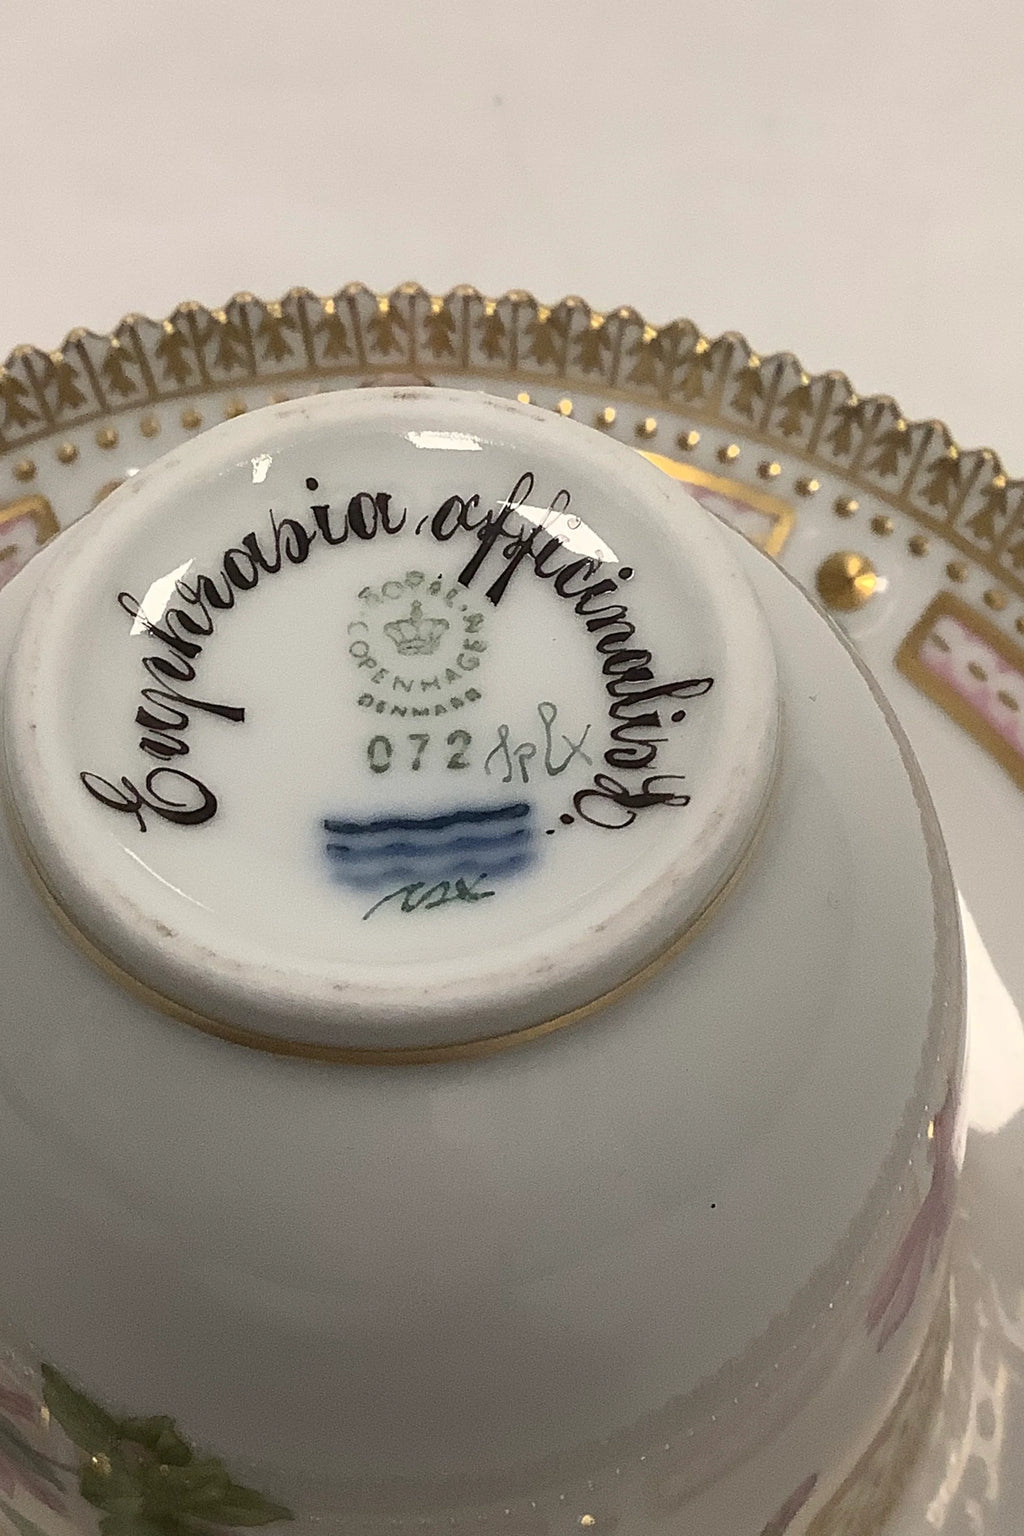 Euphrasia officinalis L.
ROYAL COPENHAGEN
DENMARK
072